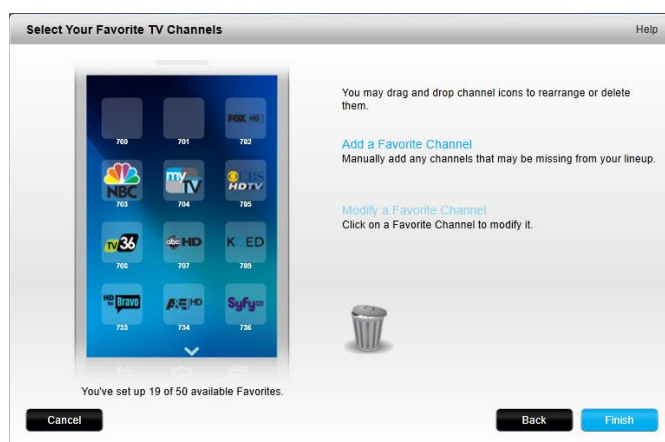 Select Your Favorite TV Channels
Help
You may drag and drop channel icons to rearrange or delete
them.
Add a Favorite Channel
Manually add any channels that may be missing from your lineup.
Modify a Favorite Channel
Click on a Favorite Channel to modify it.
FOX HD
700 701 702
NBC my TV CBS HDTV
703 704 705
TV36 abc HD KQED
706 707 709
HD Bravo A&E HD Syfy
733 734 736
You've set up 19 of 50 available Favorites.
Cancel
Back
Finish